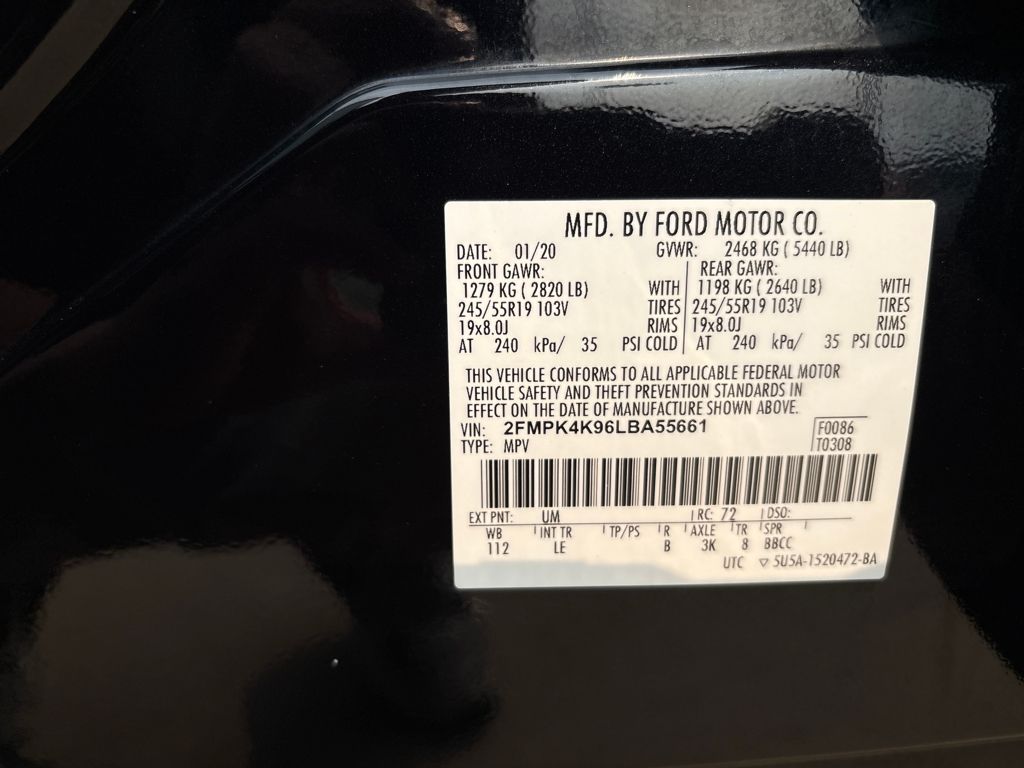 MFD. BY FORD MOTOR CO.
DATE: 01/20 GVWR: 2468 KG ( 5440 LB)
FRONT GAWR: REAR GAWR:
1279 KG ( 2820 LB) WITH 1198 KG ( 2640 LB) WITH
245/55R19 103V TIRES 245/55R19 103V TIRES
19x8.0J RIMS 19x8.0J RIMS
AT 240 kPa/ 35 PSI COLD AT 240 kPa/ 35 PSI COLD
THIS VEHICLE CONFORMS TO ALL APPLICABLE FEDERAL MOTOR
VEHICLE SAFETY AND THEFT PREVENTION STANDARDS IN
EFFECT ON THE DATE OF MANUFACTURE SHOWN ABOVE.
VIN: 2FMPK4K96LBA55661 F0086
TYPE: MPV T0308
EXT PNT: UM RC: 72 DSO:
WB INT TR TP/PS R AXLE TR SPR
112 LE B 3K 8 BBCC
UTC ▽ 5U5A-1520472-BA